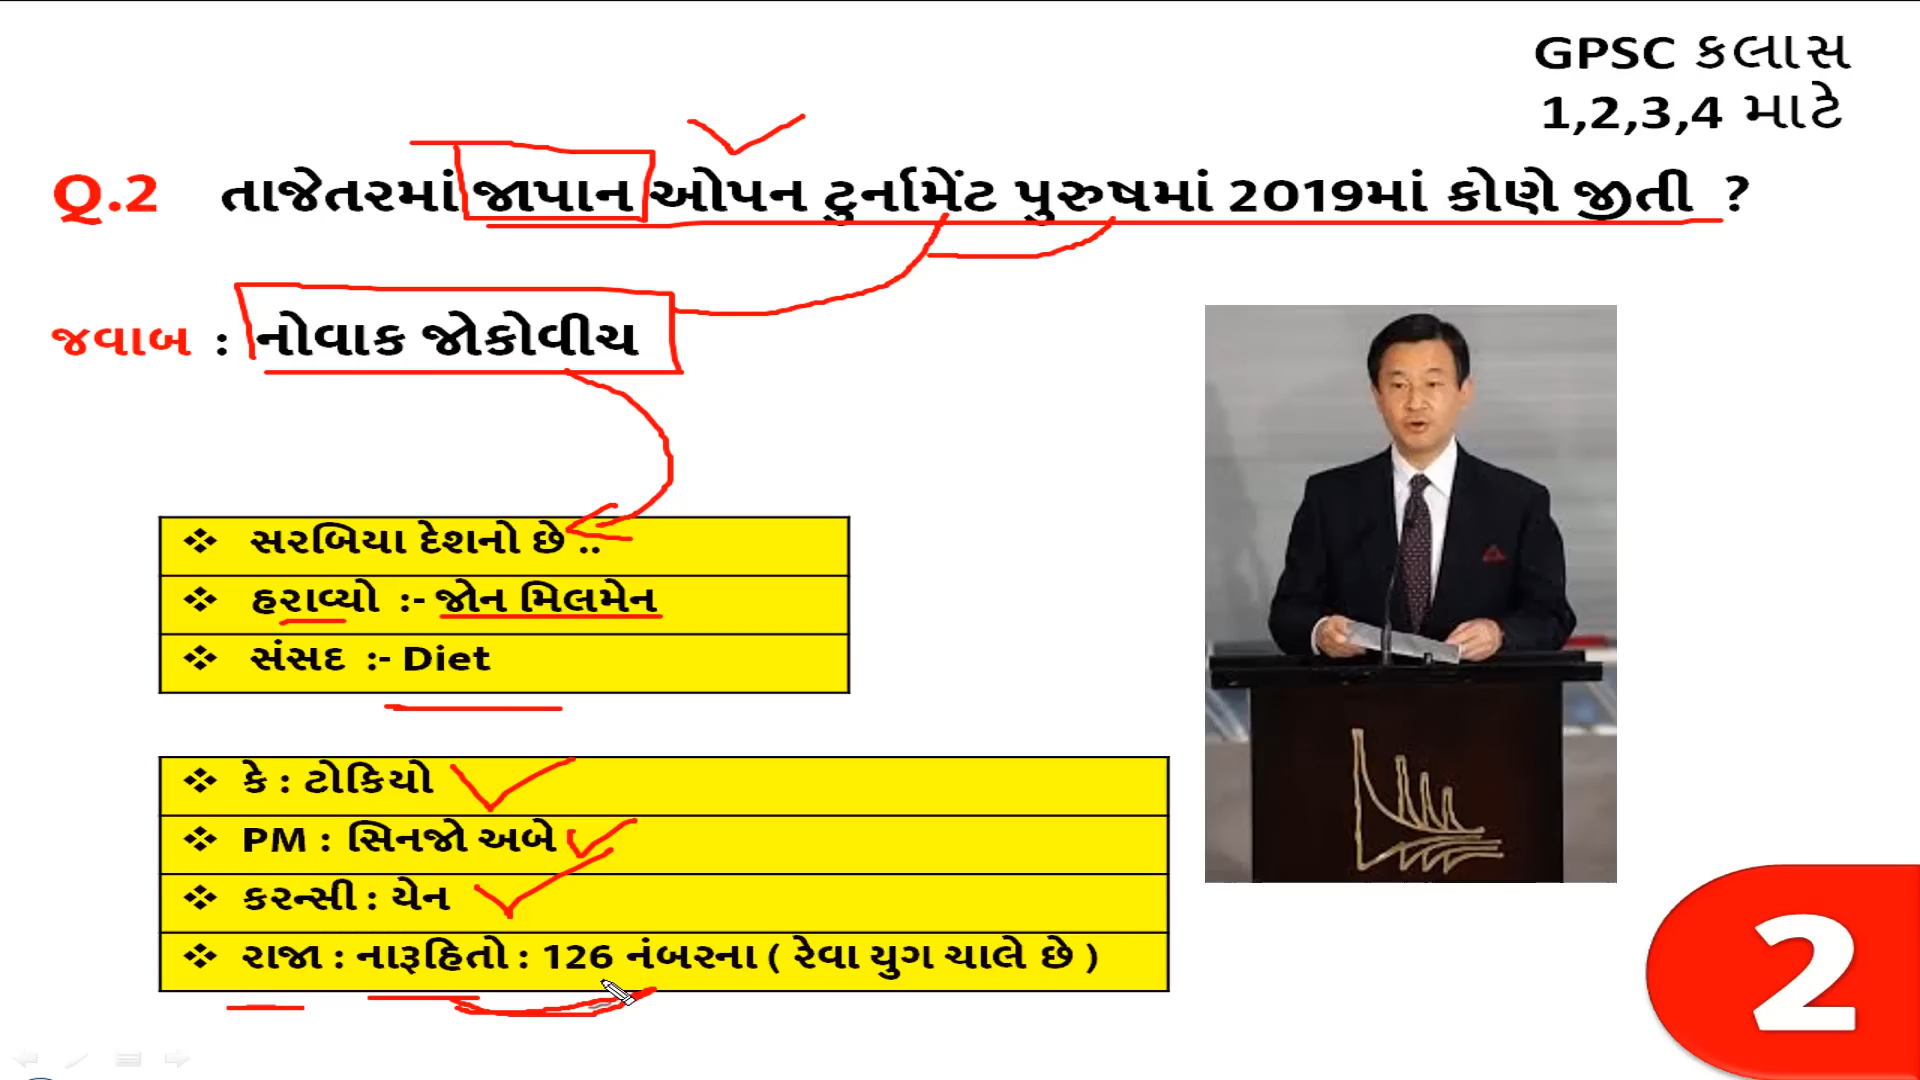 GPSC કલાસ
1,2,3,4 માટે
Q.2 તાજેતરમાં જાપાન ઓપન ટુર્નામેંટ પુરુષમાં 2019માં કોણે જીતી ?
જવાબ : નોવાક જોકોવીચ
❖ સરબિયા દેશનો છે ..
❖ હરાવ્યો :- જોન મિલમેન
❖ સંસદ :- Diet
❖ કે : ટોકિયો
❖ PM : સિનજો અબે
❖ કરન્સી : યેન
❖ રાજા : નારૂહિતો : 126 નંબરના ( રેવા યુગ ચાલે છે )
2